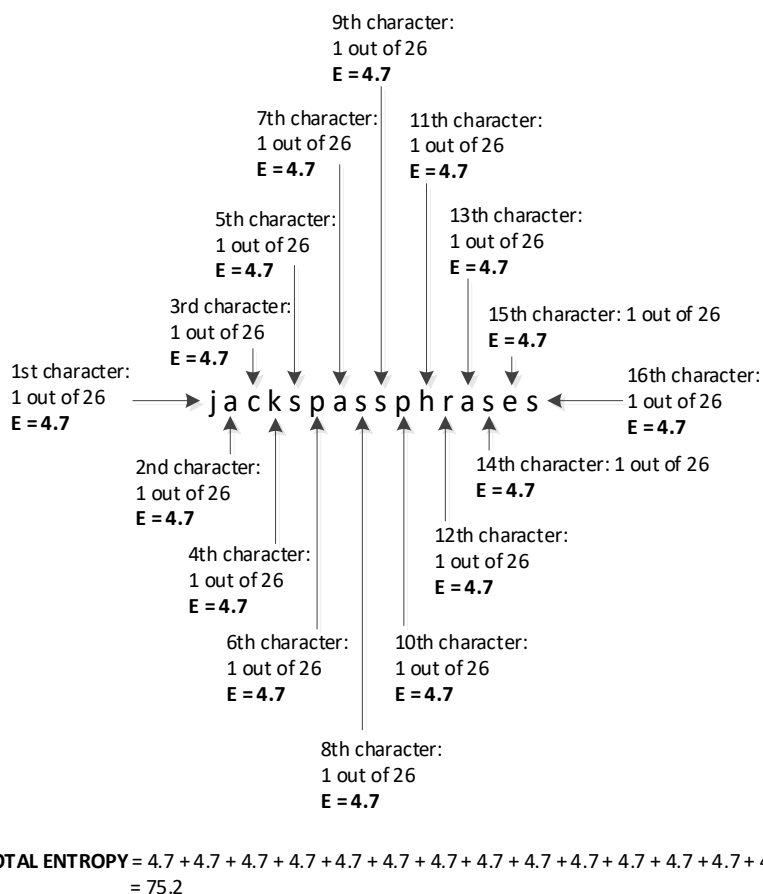 9th character:
1 out of 26
E = 4.7
7th character:
1 out of 26
E = 4.7
11th character:
1 out of 26
E = 4.7
5th character:
1 out of 26
E = 4.7
13th character:
1 out of 26
E = 4.7
3rd character:
1 out of 26
E = 4.7
15th character: 1 out of 26
E = 4.7
1st character:
1 out of 26
E = 4.7
jackspassphrases
16th character:
1 out of 26
E = 4.7
2nd character:
1 out of 26
E = 4.7
14th character: 1 out of 26
E = 4.7
4th character:
1 out of 26
E = 4.7
12th character:
1 out of 26
E = 4.7
6th character:
1 out of 26
E = 4.7
10th character:
1 out of 26
E = 4.7
8th character:
1 out of 26
E = 4.7
OTAL ENTROPY = 4.7 + 4.7 + 4.7 + 4.7 + 4.7 + 4.7 + 4.7 + 4.7 + 4.7 + 4.7 + 4.7 + 4.7 + 4.7 + 4
= 75.2